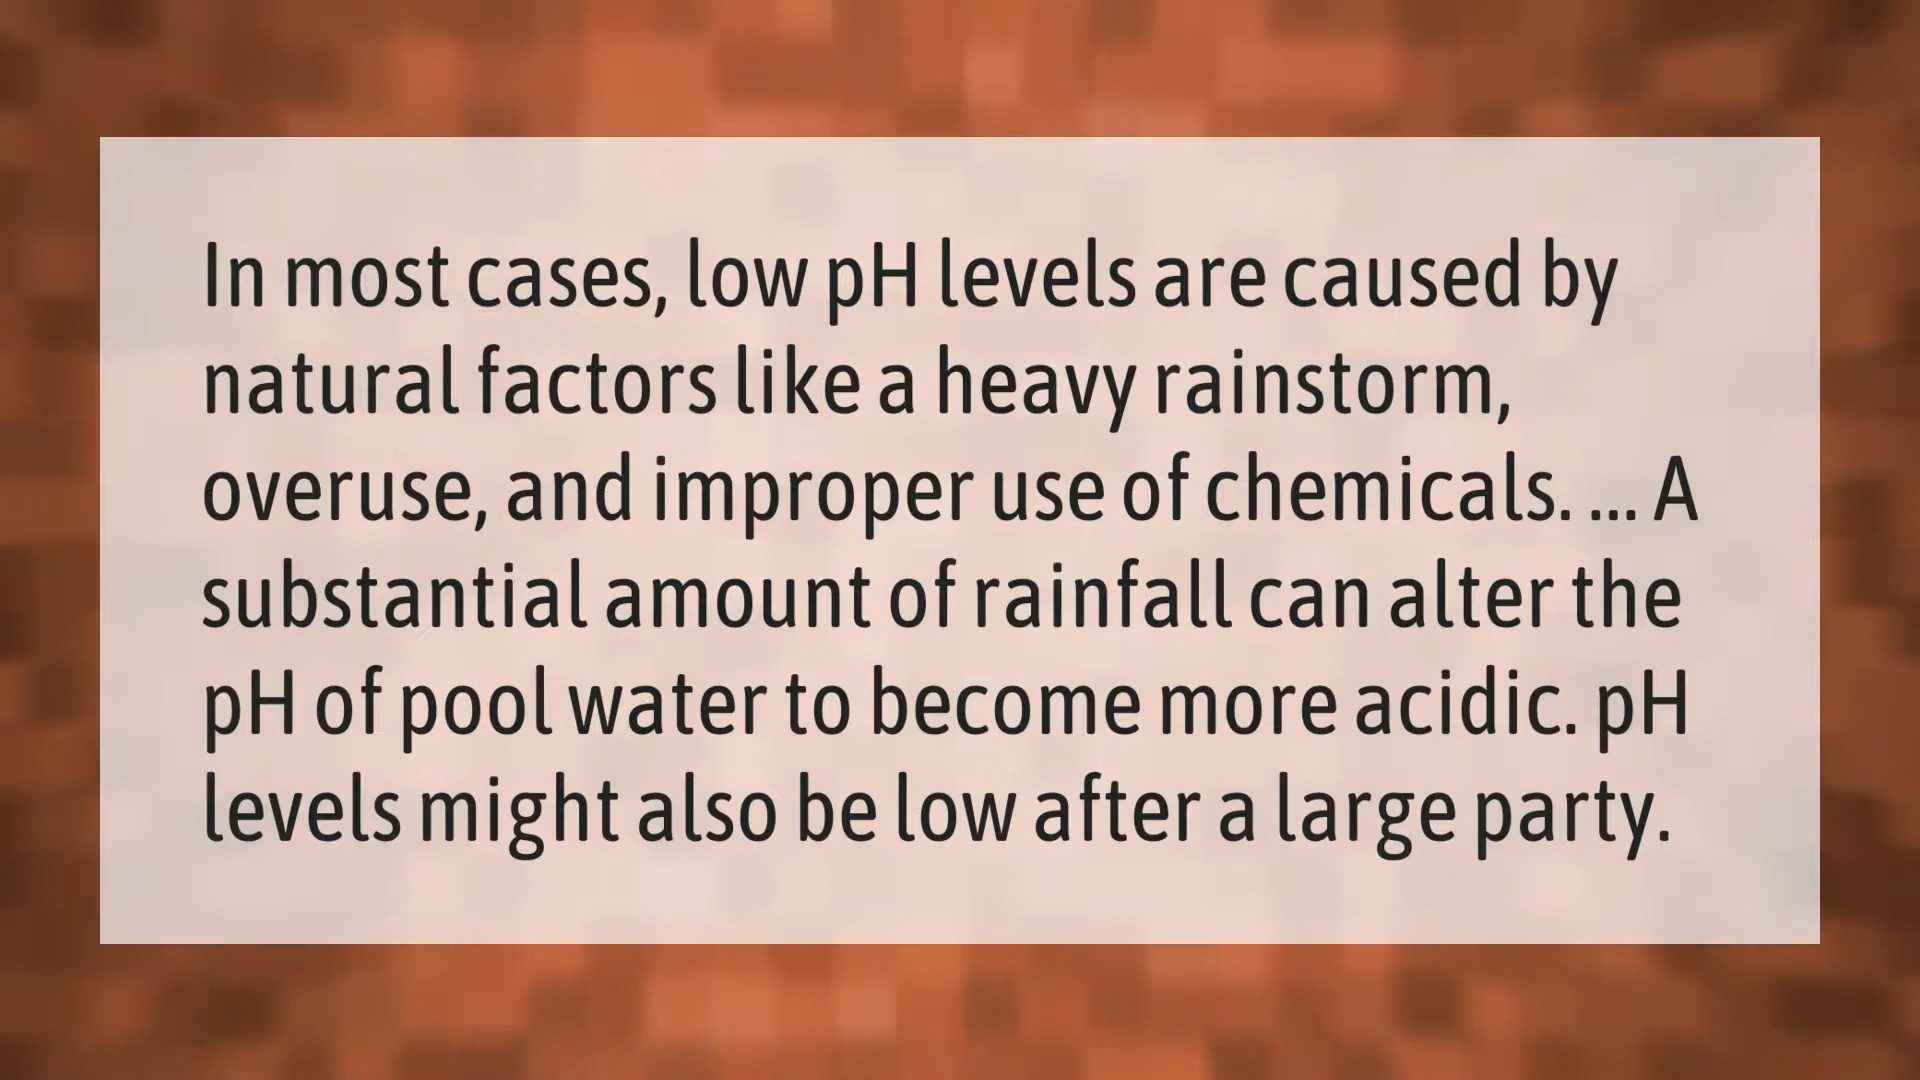 In most cases, low pH levels are caused by
natural factors like a heavy rainstorm,
overuse, and improper use of chemicals. ... A
substantial amount of rainfall can alter the
pH of pool water to become more acidic. pH
levels might also be low after a large party.